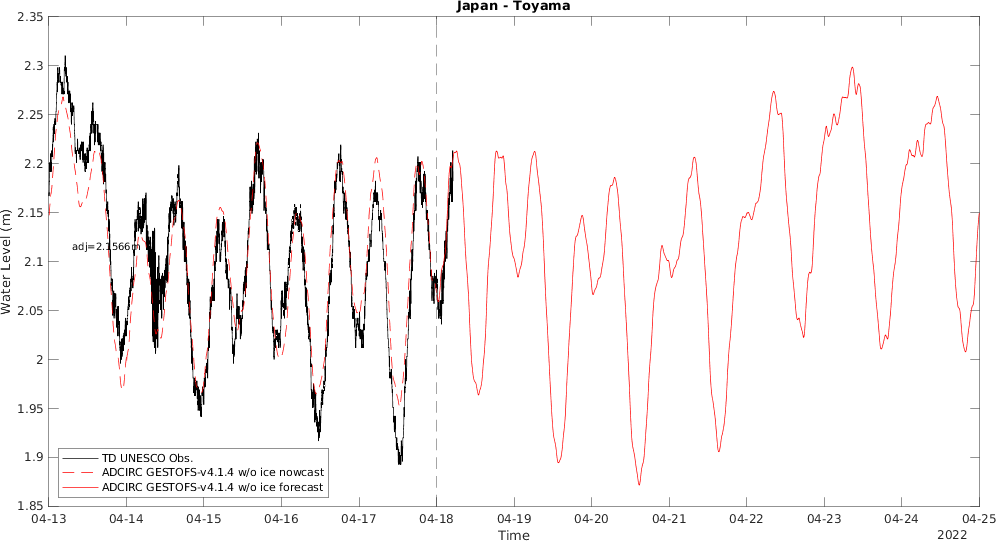 Japan - Toyama
2.35
2.3
2.25
2.2
2.15
2.1
2.05
2
1.95
1.9
1.85
Water Level (m)
adj=2.1566m
TD UNESCO Obs.
ADCIRC GESTOFS-v4.1.4 w/o ice nowcast
ADCIRC GESTOFS-v4.1.4 w/o ice forecast
04-13 04-14 04-15 04-16 04-17 04-18 04-19 04-20 04-21 04-22 04-23 04-24 04-25
Time
2022